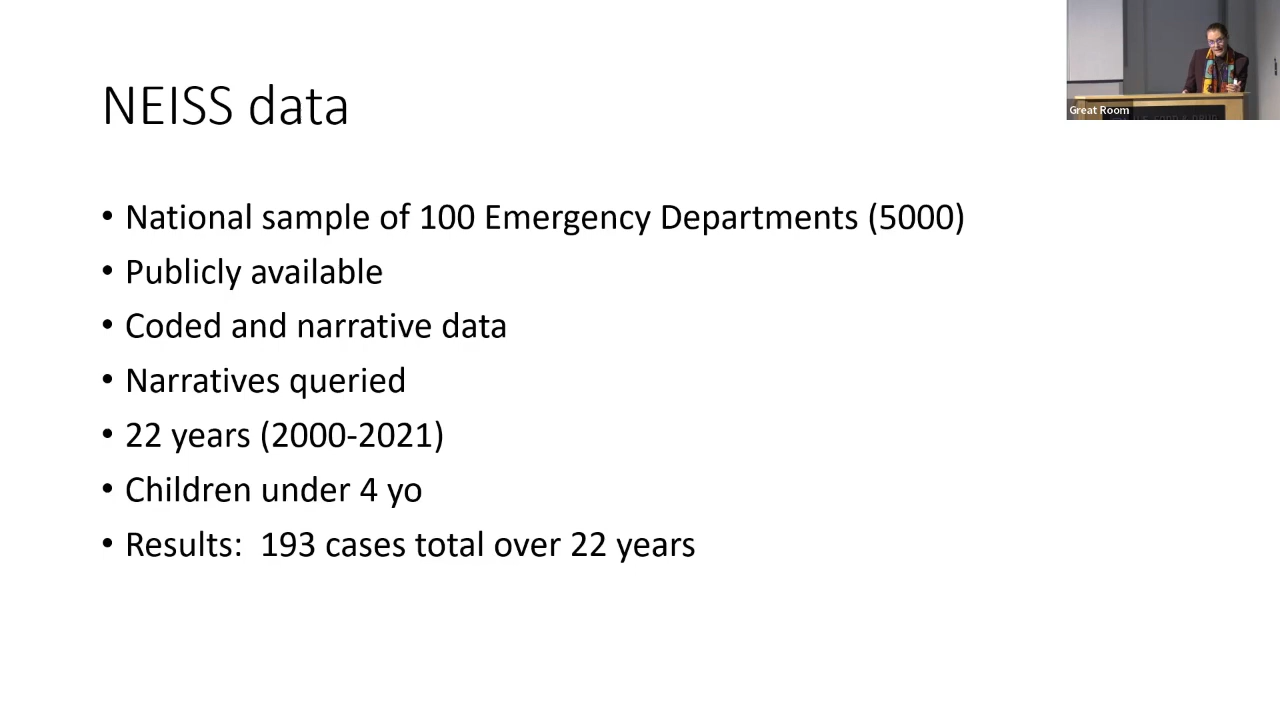 NEISS data
• National sample of 100 Emergency Departments (5000)
• Publicly available
• Coded and narrative data
• Narratives queried
• 22 years (2000-2021)
• Children under 4 yo
• Results:  193 cases total over 22 years
Great Room